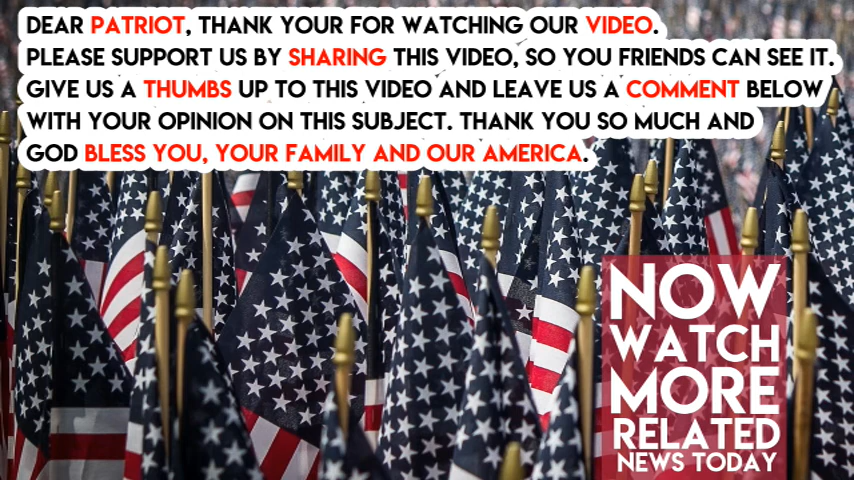 DEAR PATRIOT, THANK YOUR FOR WATCHING OUR VIDEO.
PLEASE SUPPORT US BY SHARING THIS VIDEO, SO YOU FRIENDS CAN SEE IT.
GIVE US A THUMBS UP TO THIS VIDEO AND LEAVE US A COMMENT BELOW
WITH YOUR OPINION ON THIS SUBJECT. THANK YOU SO MUCH AND
GOD BLESS YOU, YOUR FAMILY AND OUR AMERICA.
NOW
WATCH
MORE
RELATED
NEWS TODAY